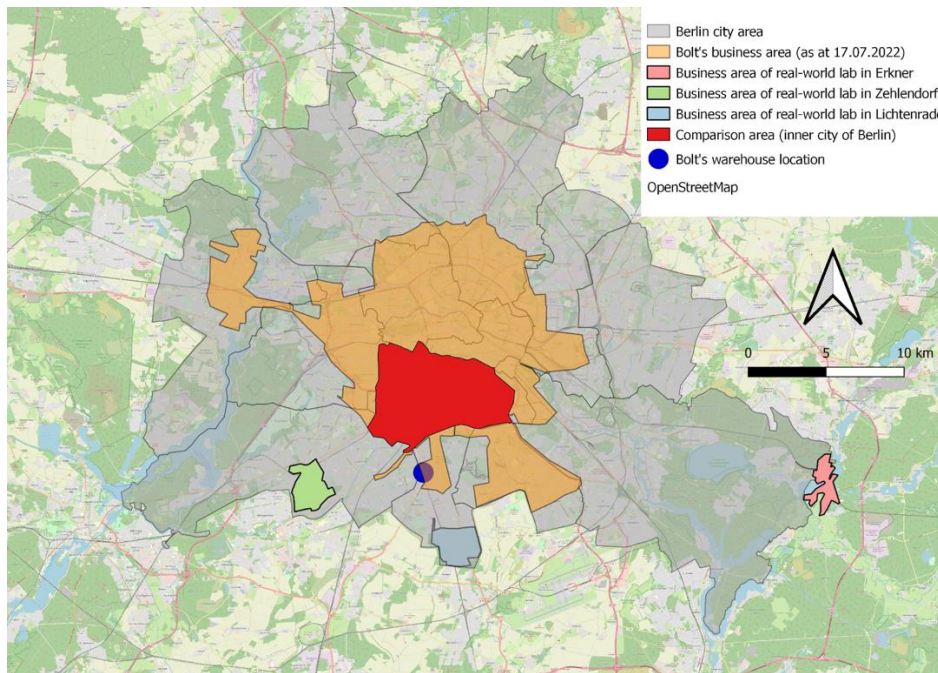 Berlin city area
Bolt's business area (as at 17.07.2022)
Business area of real-world lab in Erkner
Business area of real-world lab in Zehlendorf
Business area of real-world lab in Lichtenrade
Comparison area (inner city of Berlin)
Bolt's warehouse location
OpenStreetMap
0 5 10 km